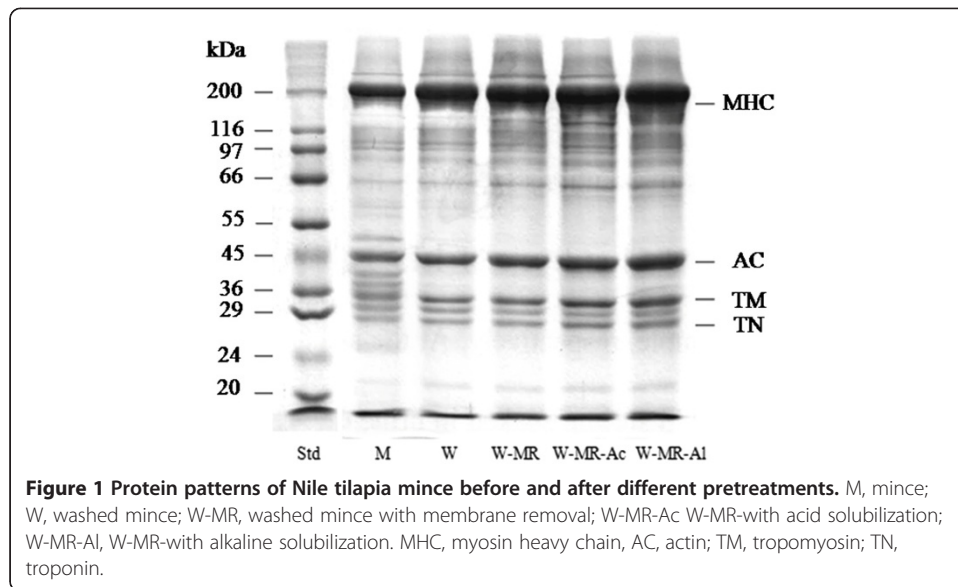 kDa
200
116
97
66
55
45
36
29
24
20
MHC
AC
TM
TN
Std M W W-MR W-MR-Ac W-MR-Al
Figure 1 Protein patterns of Nile tilapia mince before and after different pretreatments. M, mince;
W, washed mince; W-MR, washed mince with membrane removal; W-MR-Ac W-MR-with acid solubilization;
W-MR-Al, W-MR-with alkaline solubilization. MHC, myosin heavy chain, AC, actin; TM, tropomyosin; TN,
troponin.